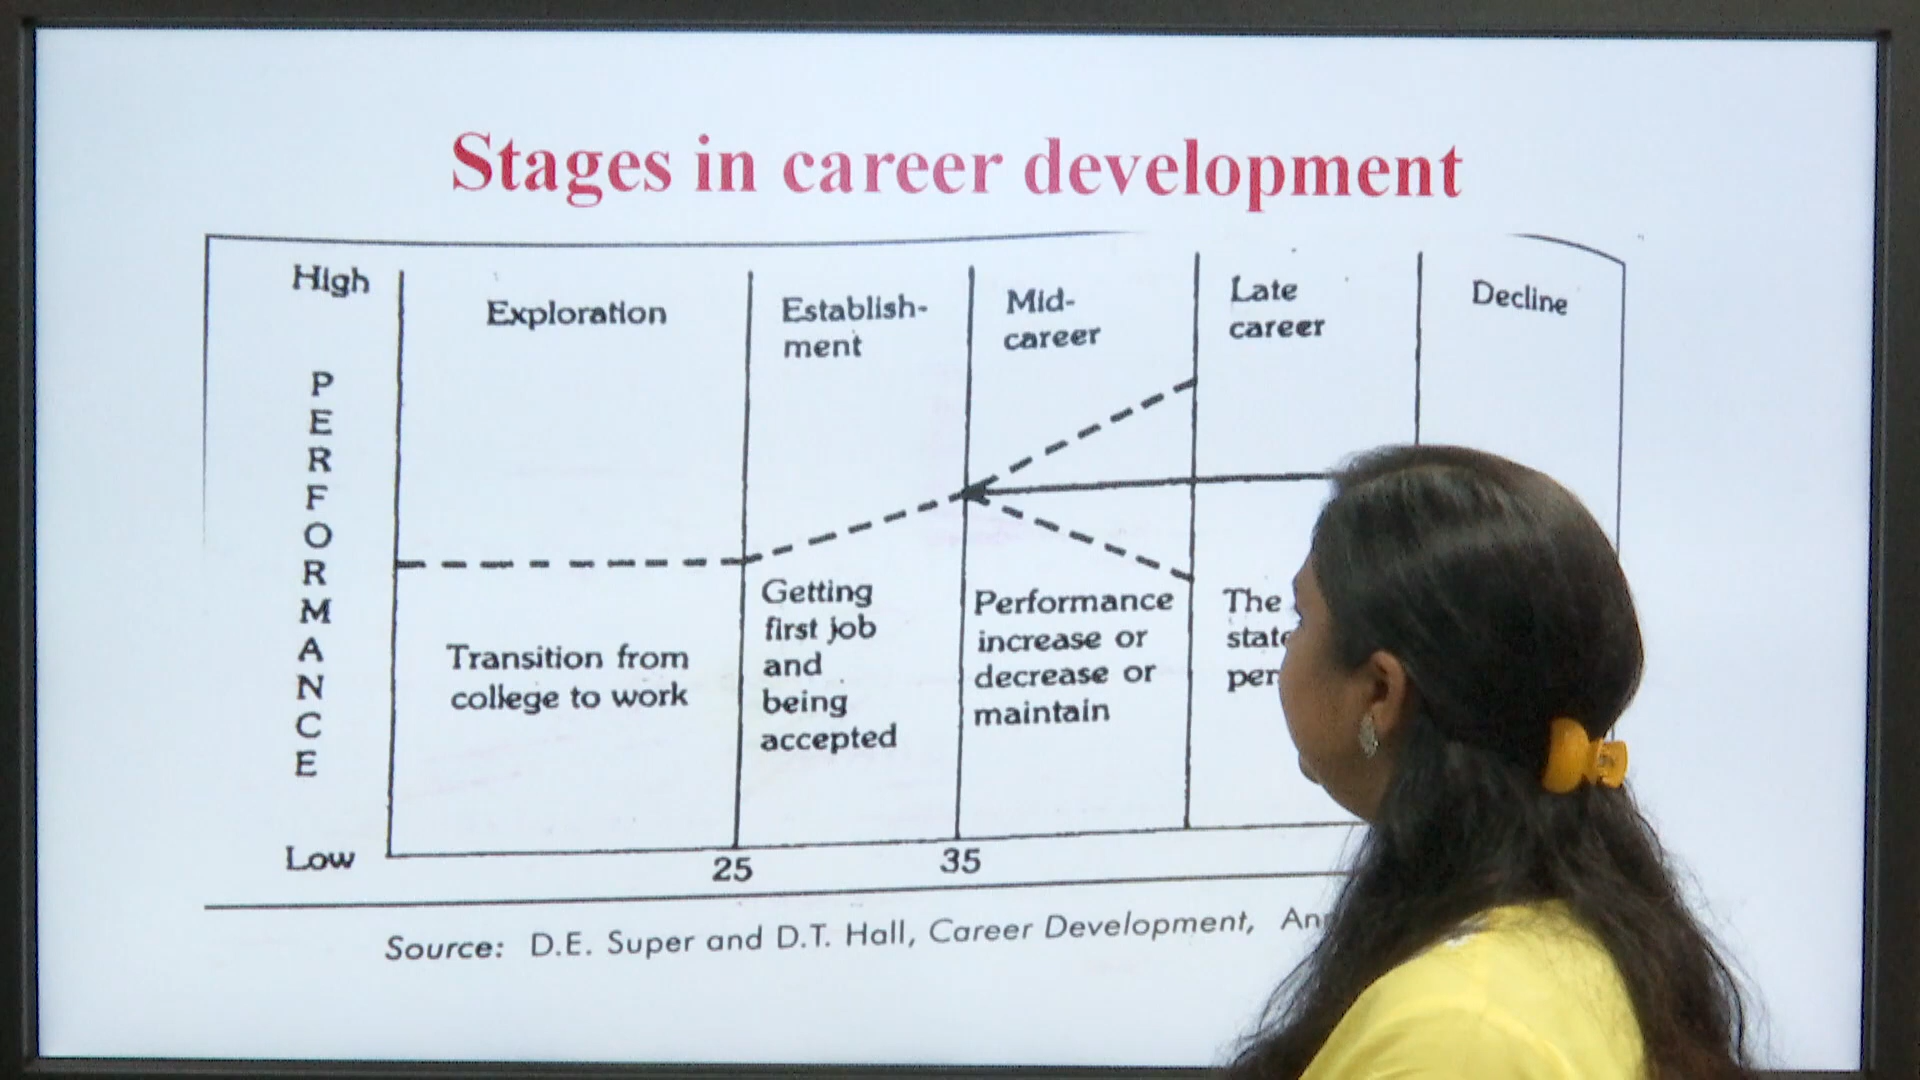 Stages in career development
High
PERFORMANCE
Low
Exploration
Establish-
ment
Mid-
career
Late
career
Decline
Transition from
college to work
Getting
first job
and
being
accepted
Performance
increase or
decrease or
maintain
The
25
35
Source: D.E. Super and D.T. Hall, Career Development,